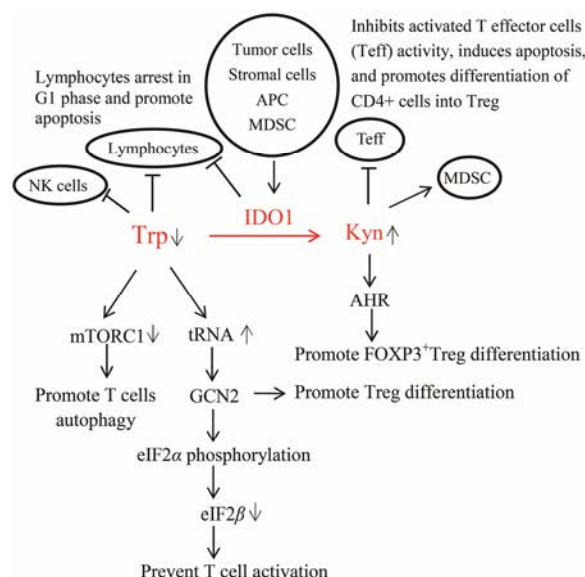 Inhibits activated T effector cells
(Teff) activity, induces apoptosis,
and promotes differentiation of
CD4+ cells into Treg
Tumor cells
Stromal cells
APC
MDSC
Lymphocytes arrest in
G1 phase and promote
apoptosis
Lymphocytes
Teff
NK cells
MDSC
IDO1
Trp↓
Kyn↑
AHR
mTORC1↓
tRNA↑
Promote FOXP3⁺Treg differentiation
Promote T cells
autophagy
GCN2
Promote Treg differentiation
eIF2α phosphorylation
eIF2β↓
Prevent T cell activation